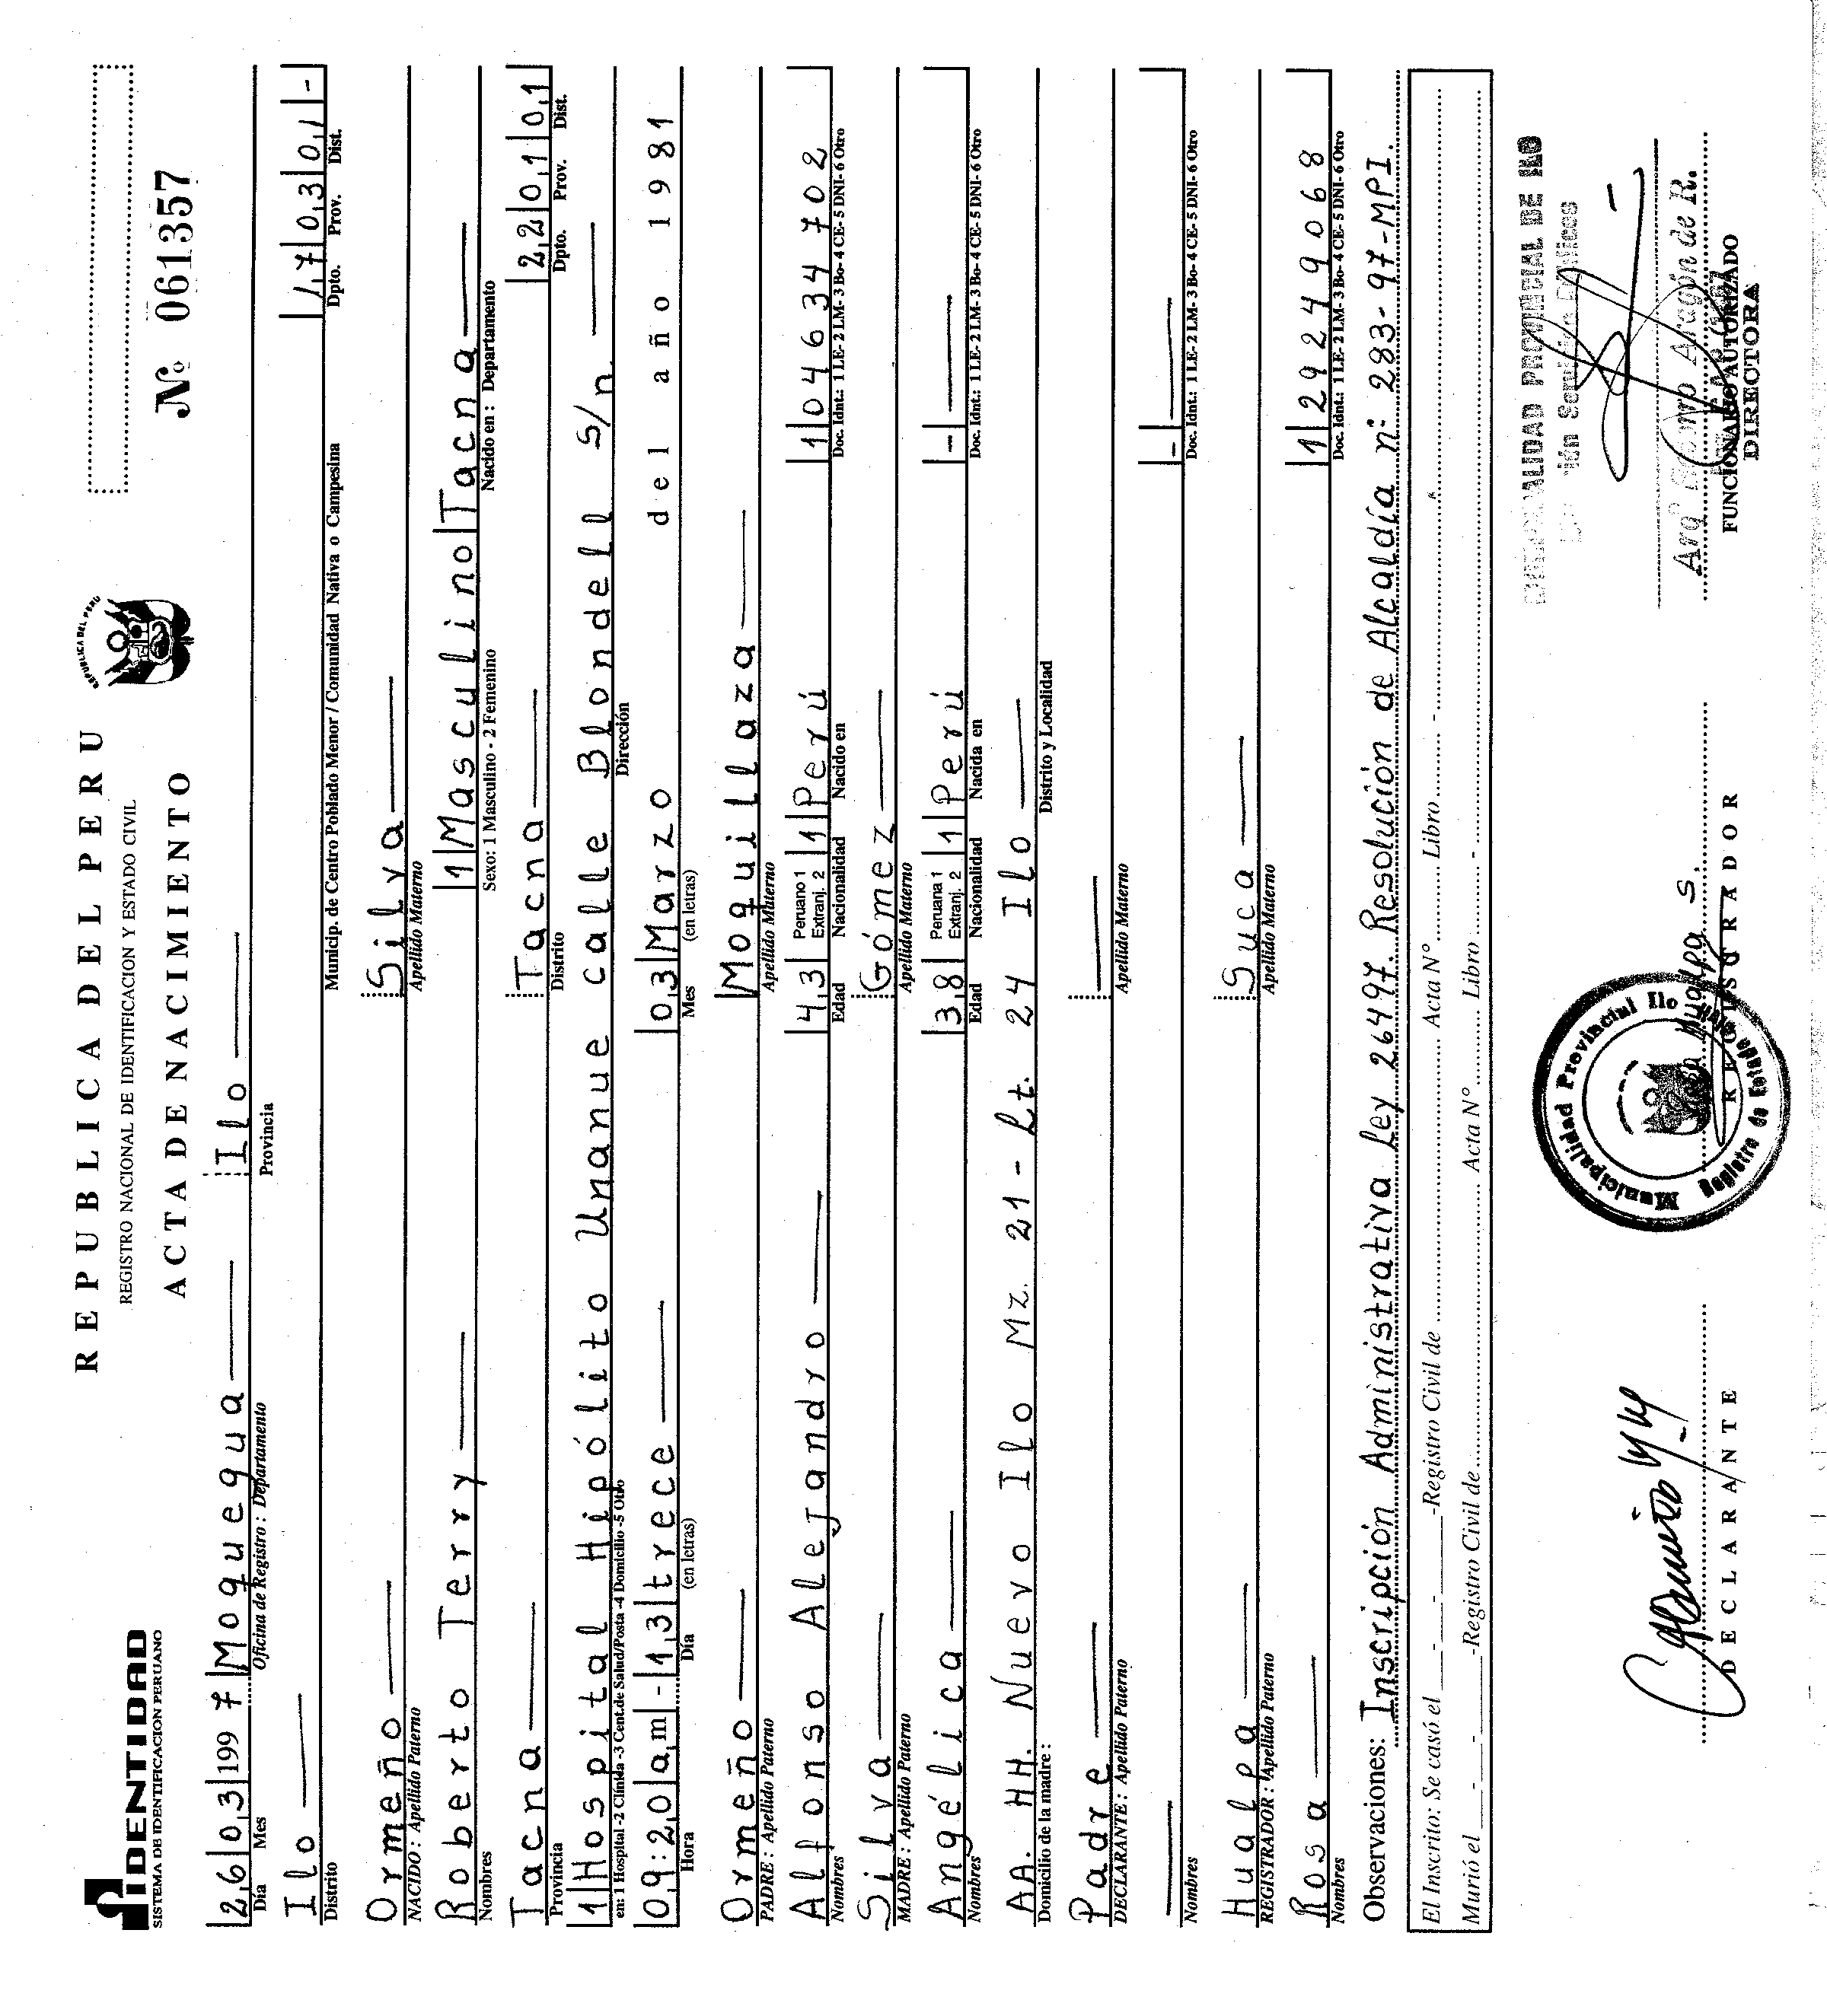 IDENTIDAD
SISTEMA DE IDENTIFICACION PERUANO
REPUBLICA DEL PERU
REGISTRO NACIONAL DE IDENTIFICACION Y ESTADO CIVIL
ACTA DE NACIMIENTO
REPUBLICA DEL PERU
Nº 061357
26 03 1997 Moquegua Ilo
Día Mes Oficina de Registro : Departamento Provincia
Ilo 17 03 01 -
Distrito Municip. de Centro Poblado Menor / Comunidad Nativa o Campesina Dpto. Prov. Dist.
Ormeño Silva
NACIDO : Apellido Paterno Apellido Materno
Roberto Terry 1 Masculino Tacna
Nombres Sexo: 1 Masculino - 2 Femenino Nacido en : Departamento
Tacna Tacna 22 01 01
Provincia Distrito Dpto. Prov. Dist.
1 Hospital Hipólito Unanue calle Blondell s/n
en: 1 Hospital -2 Clínika -3 Cent.de Salud/Posta -4 Domicilio -5 Otro Dirección
09:20 am - 13 trece 03 Marzo del año 1981
Hora Día (en letras) Mes (en letras)
Ormeño Moquillaza
PADRE : Apellido Paterno Apellido Materno
Alfonso Alejandro 43 Peruano 1 Extranj. 2 1 Perú 1 04634702
Nombres Edad Nacionalidad Nacido en Doc. Idnt.: 1 LE- 2 LM- 3 Bo- 4 CE- 5 DNI- 6 Otro
Silva Gómez
MADRE : Apellido Paterno Apellido Materno
Angélica 38 Peruana 1 Extranj. 2 1 Perú -
Nombres Edad Nacionalidad Nacida en Doc. Idnt.: 1 LE- 2 LM- 3 Bo- 4 CE- 5 DNI- 6 Otro
AA. HH. Nuevo Ilo Mz. 21 - Lt. 24 Ilo
Domicilio de la madre : Distrito y Localidad
Padre
DECLARANTE : Apellido Paterno Apellido Materno
-
Nombres Doc. Idnt.: 1 LE- 2 LM- 3 Bo- 4 CE- 5 DNI- 6 Otro
Hualpa Suca
REGISTRADOR : Apellido Paterno Apellido Materno
Rosa 1 29249068
Nombres Doc. Idnt.: 1 LE- 2 LM- 3 Bo- 4 CE- 5 DNI- 6 Otro
Observaciones: Inscripción Administrativa Ley 26497 Resolución de Alcaldía nº 283-97-MPI.
El Inscrito: Se casó el - - -Registro Civil de Acta Nº Libro -
Murió el - - -Registro Civil de Acta Nº Libro -
DECLARANTE
Municipalidad Provincial Ilo
Registro de Estado
Hualpa S.
REGISTRADOR
PROVINCIAL DE ILO
Arqº Aragón de R.
FUNCIONARIO AUTORIZADO
DIRECTORA